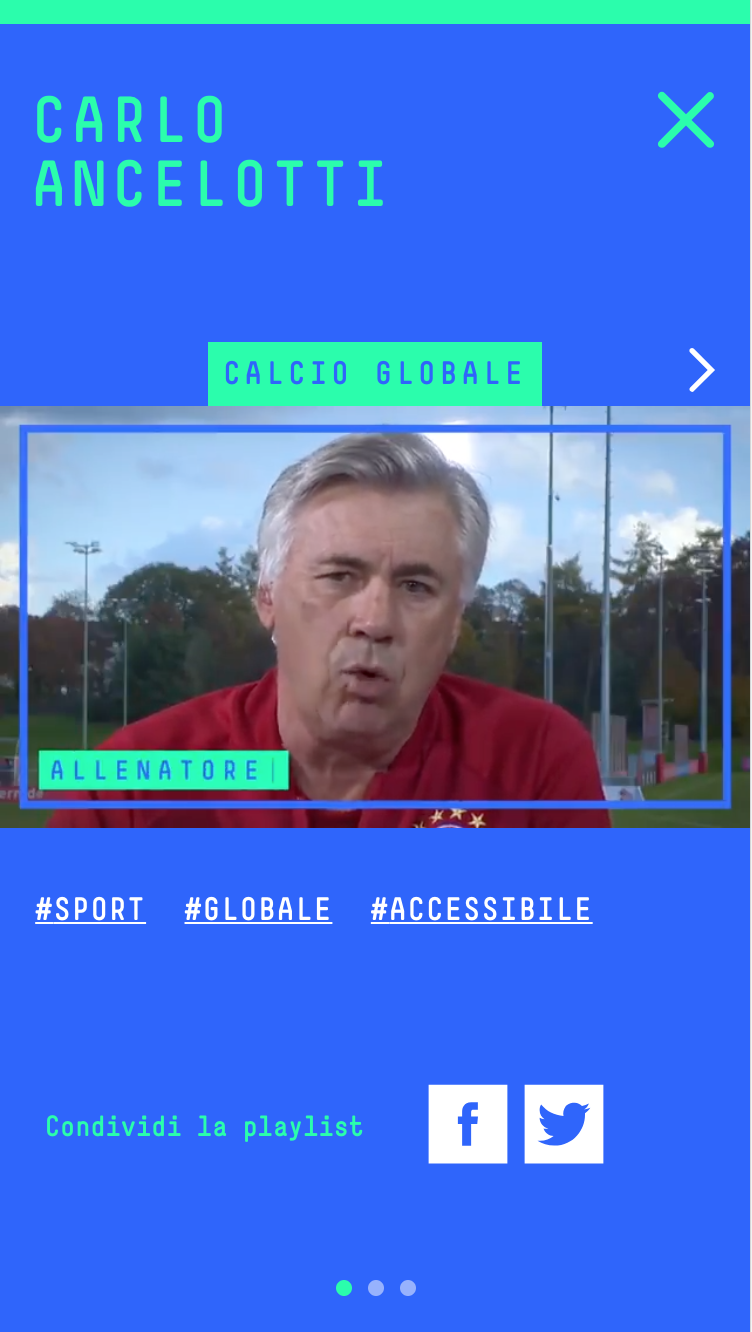 CARLO
ANCELOTTI
CALCIO GLOBALE
ALLENATORE
#SPORT #GLOBALE #ACCESSIBILE
Condividi la playlist